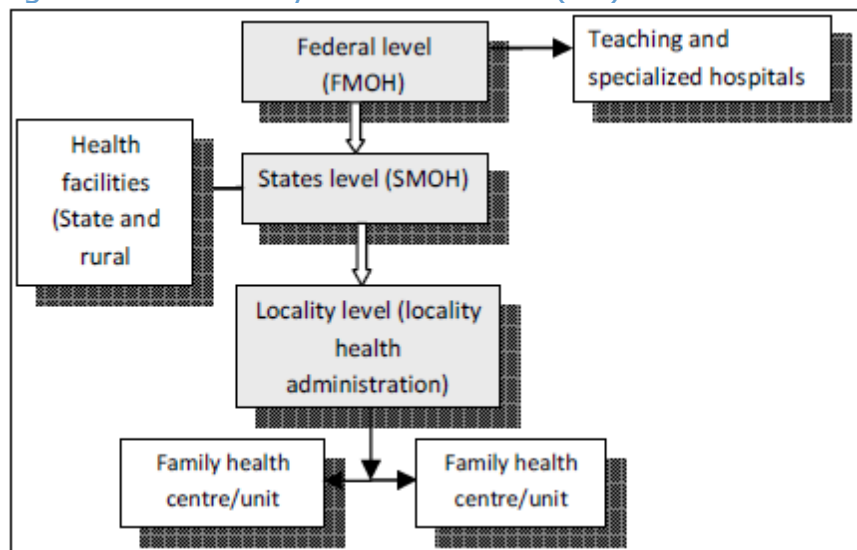 Federal level
(FMOH)
Teaching and
specialized hospitals
Health
facilities
(State and
rural
States level (SMOH)
Locality level (locality
health
administration)
Family health
centre/unit
Family health
centre/unit